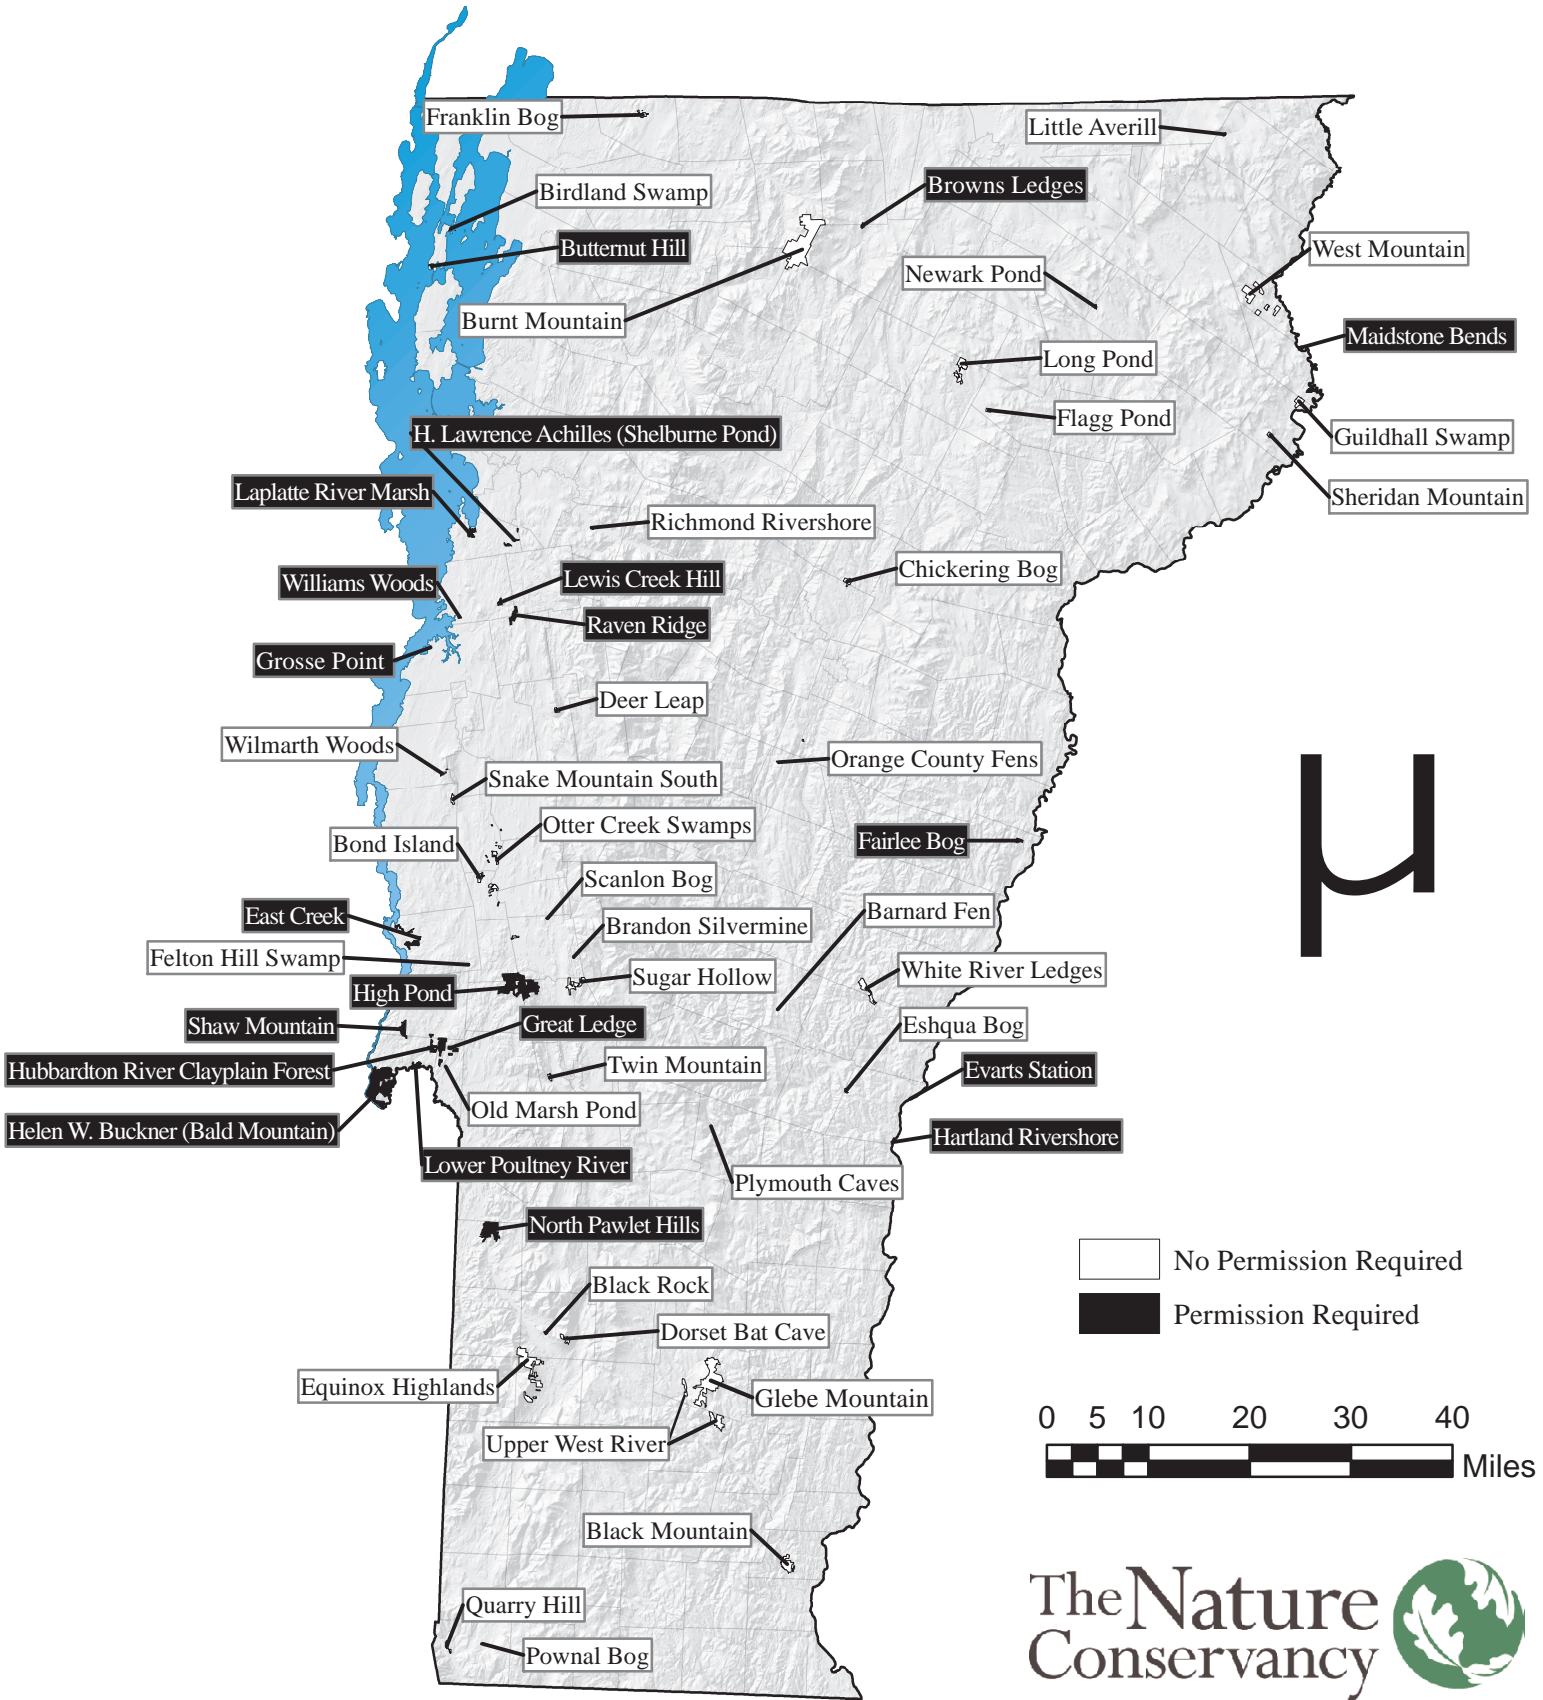 Franklin Bog
Little Averill
Browns Ledges
Birdland Swamp
Butternut Hill
West Mountain
Newark Pond
Burnt Mountain
Maidstone Bends
Long Pond
Flagg Pond
H. Lawrence Achilles (Shelburne Pond)
Guildhall Swamp
Laplatte River Marsh
Sheridan Mountain
Richmond Rivershore
Chickering Bog
Lewis Creek Hill
Williams Woods
Raven Ridge
Grosse Point
Deer Leap
Wilmarth Woods
Orange County Fens
Snake Mountain South
Otter Creek Swamps
Bond Island
Fairlee Bog
Scanlon Bog
East Creek
Barnard Fen
Brandon Silvermine
Felton Hill Swamp
White River Ledges
Sugar Hollow
High Pond
Shaw Mountain
Great Ledge
Eshqua Bog
Hubbardton River Clayplain Forest
Twin Mountain
Evarts Station
Old Marsh Pond
Helen W. Buckner (Bald Mountain)
Hartland Rivershore
Lower Poultney River
Plymouth Caves
North Pawlet Hills
No Permission Required
Black Rock
Permission Required
Dorset Bat Cave
Equinox Highlands
Glebe Mountain
Upper West River
0 5 10 20 30 40
Miles
Black Mountain
Quarry Hill
Pownal Bog
The Nature
Conservancy
µ